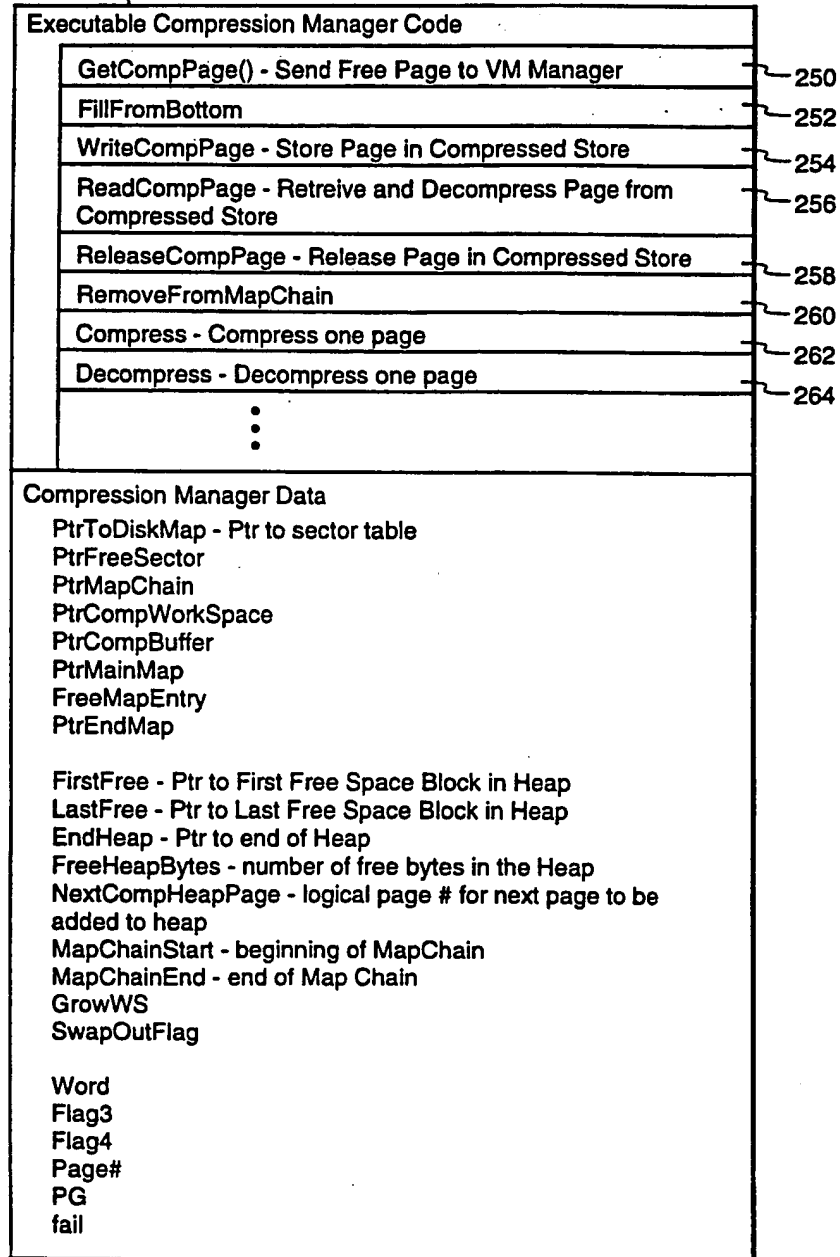 Executable Compression Manager Code
GetCompPage() - Send Free Page to VM Manager
250
FillFromBottom
252
WriteCompPage - Store Page in Compressed Store
254
ReadCompPage - Retreive and Decompress Page from
Compressed Store
256
ReleaseCompPage - Release Page in Compressed Store
258
RemoveFromMapChain
260
Compress - Compress one page
262
Decompress - Decompress one page
264
Compression Manager Data
PtrToDiskMap - Ptr to sector table
PtrFreeSector
PtrMapChain
PtrCompWorkSpace
PtrCompBuffer
PtrMainMap
FreeMapEntry
PtrEndMap
FirstFree - Ptr to First Free Space Block in Heap
LastFree - Ptr to Last Free Space Block in Heap
EndHeap - Ptr to end of Heap
FreeHeapBytes - number of free bytes in the Heap
NextCompHeapPage - logical page # for next page to be
added to heap
MapChainStart - beginning of MapChain
MapChainEnd - end of Map Chain
GrowWS
SwapOutFlag
Word
Flag3
Flag4
Page#
PG
fail